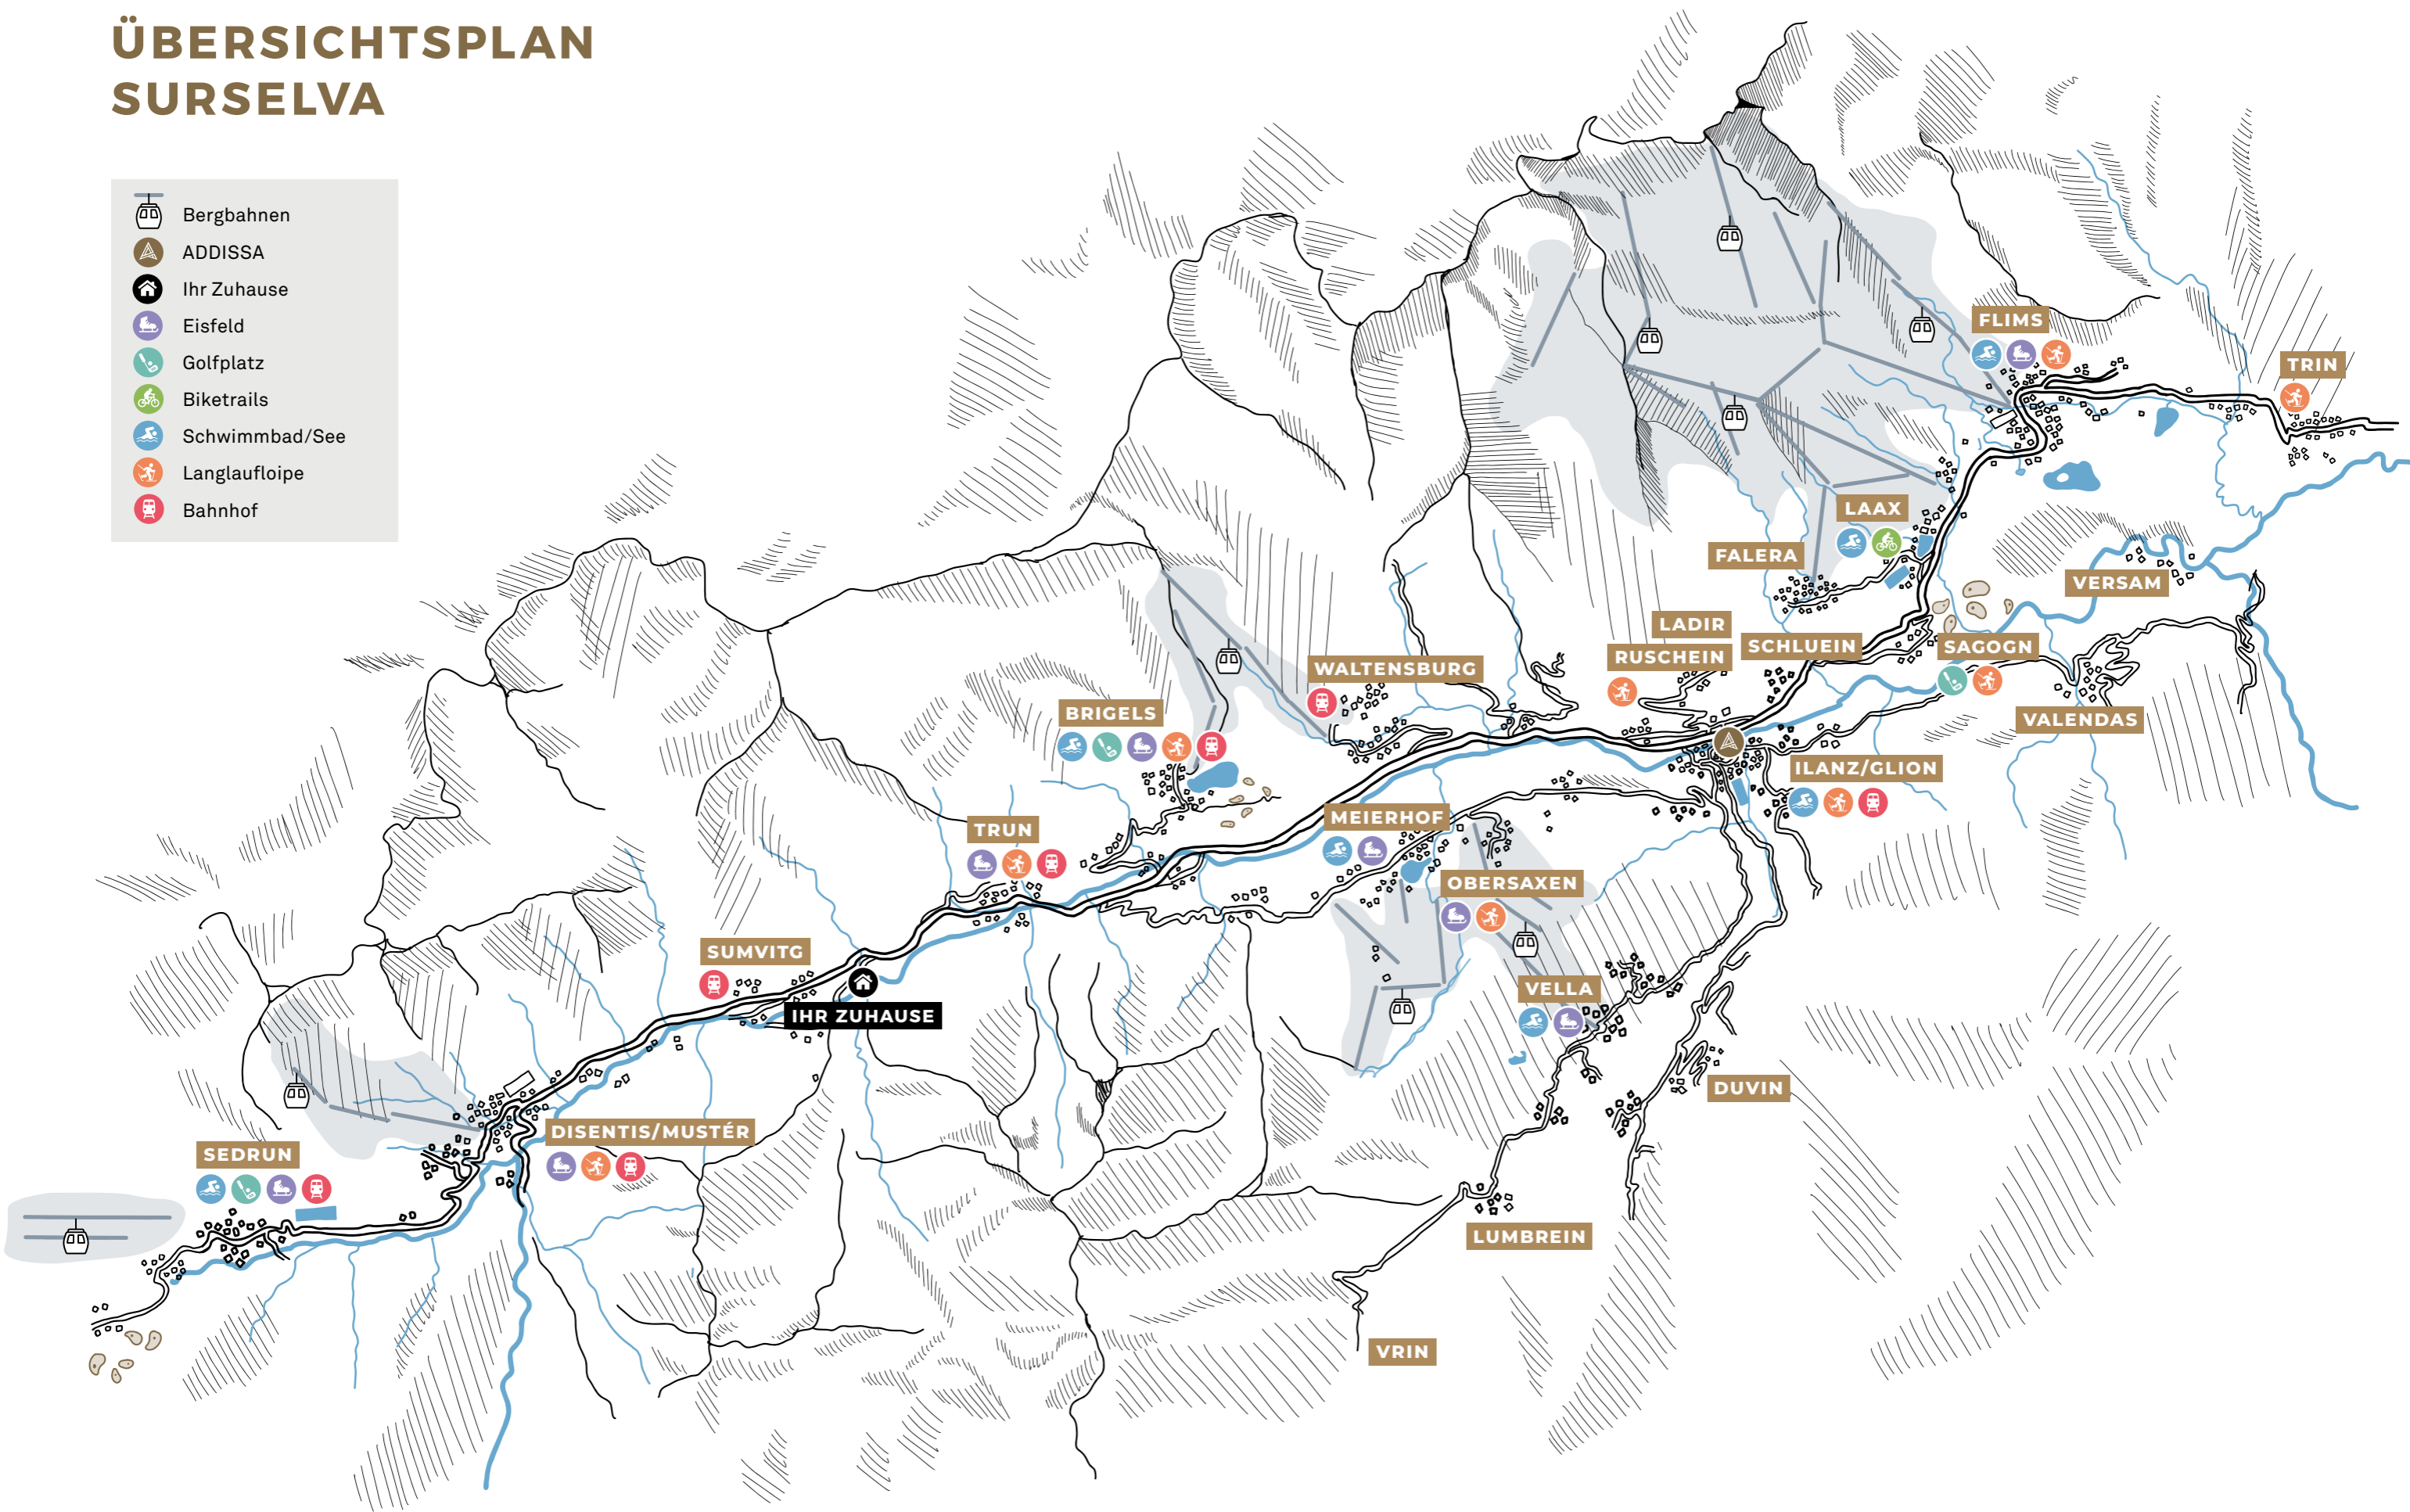 ÜBERSICHTSPLAN
SURSELVA
Bergbahnen
ADDISSA
Ihr Zuhause
Eisfeld
Golfplatz
Biketrails
Schwimmbad/See
Langlaufloipe
Bahnhof
FLIMS
TRIN
LAAX
FALERA
VERSAM
LADIR
RUSCHEIN
SCHLUEIN
SAGOGN
WALTENSBURG
BRIGELS
VALENDAS
ILANZ/GLION
MEIERHOF
TRUN
OBERSAXEN
SUMVITG
VELLA
IHR ZUHAUSE
DUVIN
DISENTIS/MUSTÉR
SEDRUN
LUMBREIN
VRIN